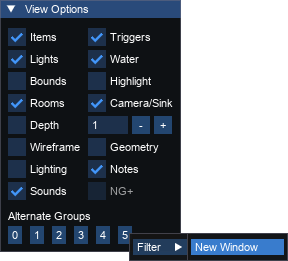 View Options
Items Triggers
Lights Water
Bounds Highlight
Rooms Camera/Sink
Depth 1 - +
Wireframe Geometry
Lighting Notes
Sounds NG+
Alternate Groups
0 1 2 3 4 5
Filter New Window